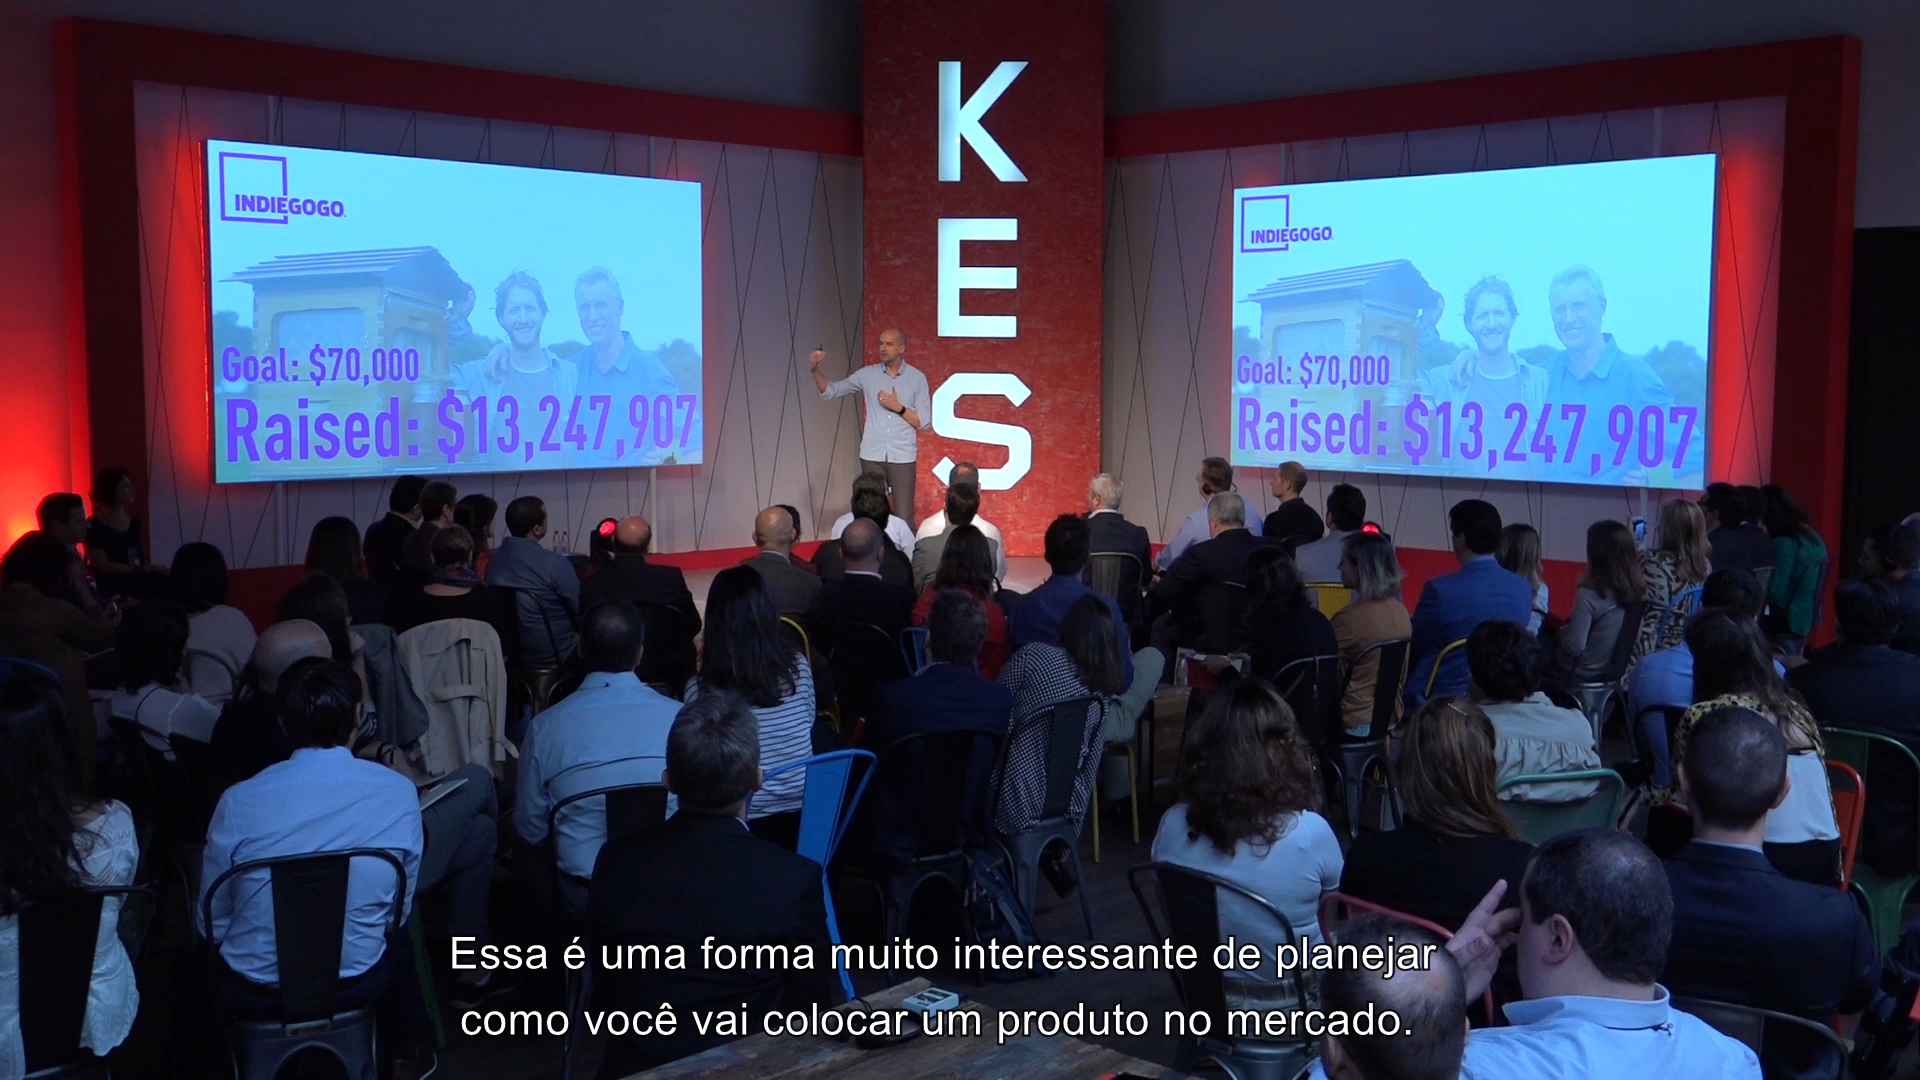 INDIEGOGO
Goal: $70,000
Raised: $13,247,907
K
E
S
INDIEGOGO
Goal: $70,000
Raised: $13,247,907
Essa é uma forma muito interessante de planejar
como você vai colocar um produto no mercado.